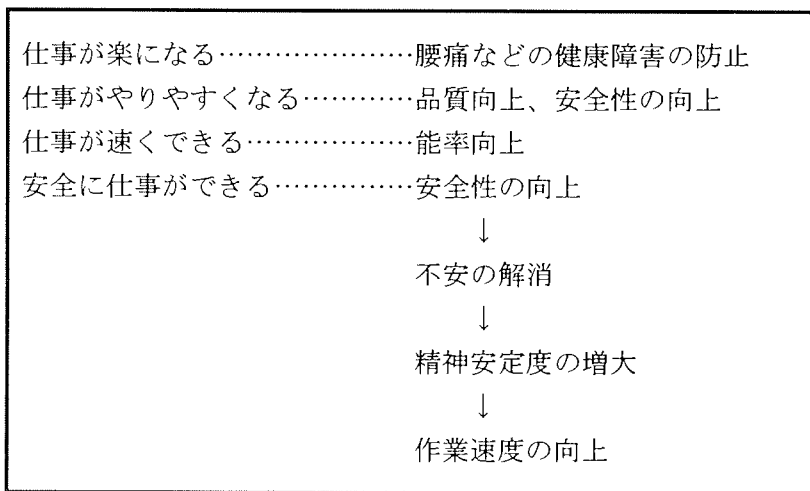 仕事が楽になる…………………腰痛などの健康障害の防止
仕事がやりやすくなる…………品質向上、安全性の向上
仕事が速くできる………………能率向上
安全に仕事ができる……………安全性の向上
↓
不安の解消
↓
精神安定度の増大
↓
作業速度の向上